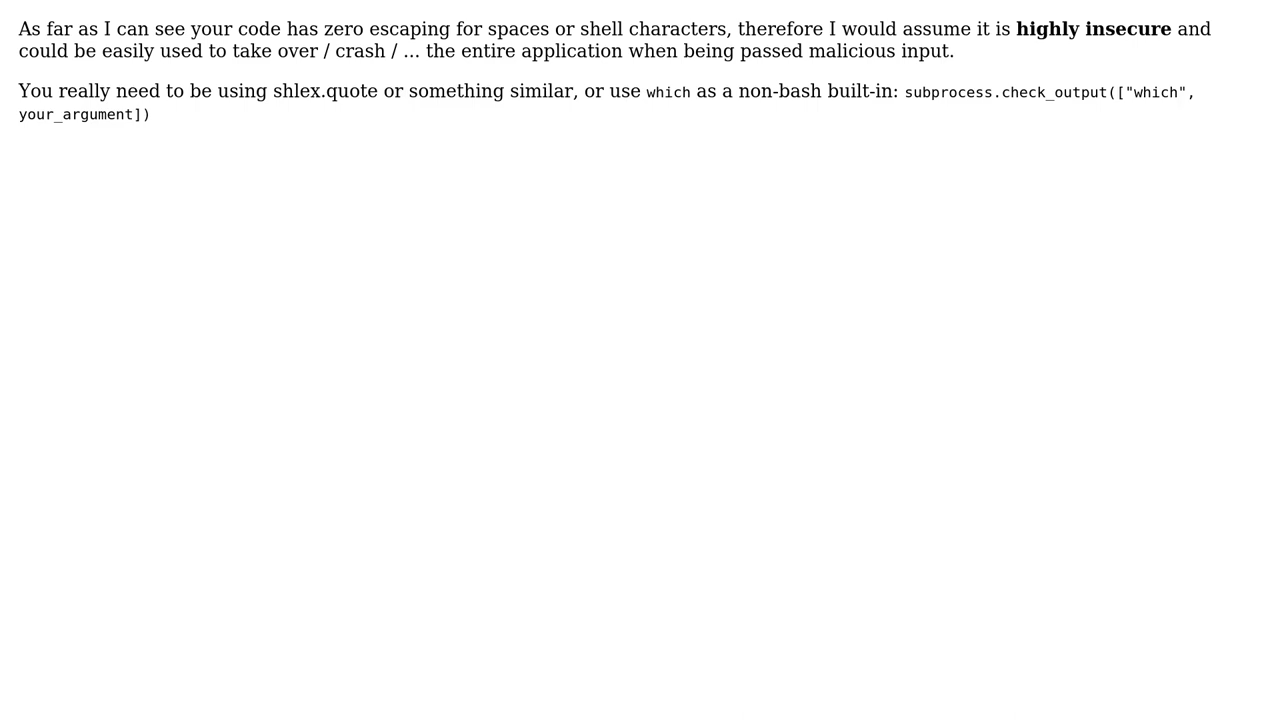 As far as I can see your code has zero escaping for spaces or shell characters, therefore I would assume it is highly insecure and
could be easily used to take over / crash / ... the entire application when being passed malicious input.
You really need to be using shlex.quote or something similar, or use which as a non-bash built-in: subprocess.check_output(["which",
your_argument])